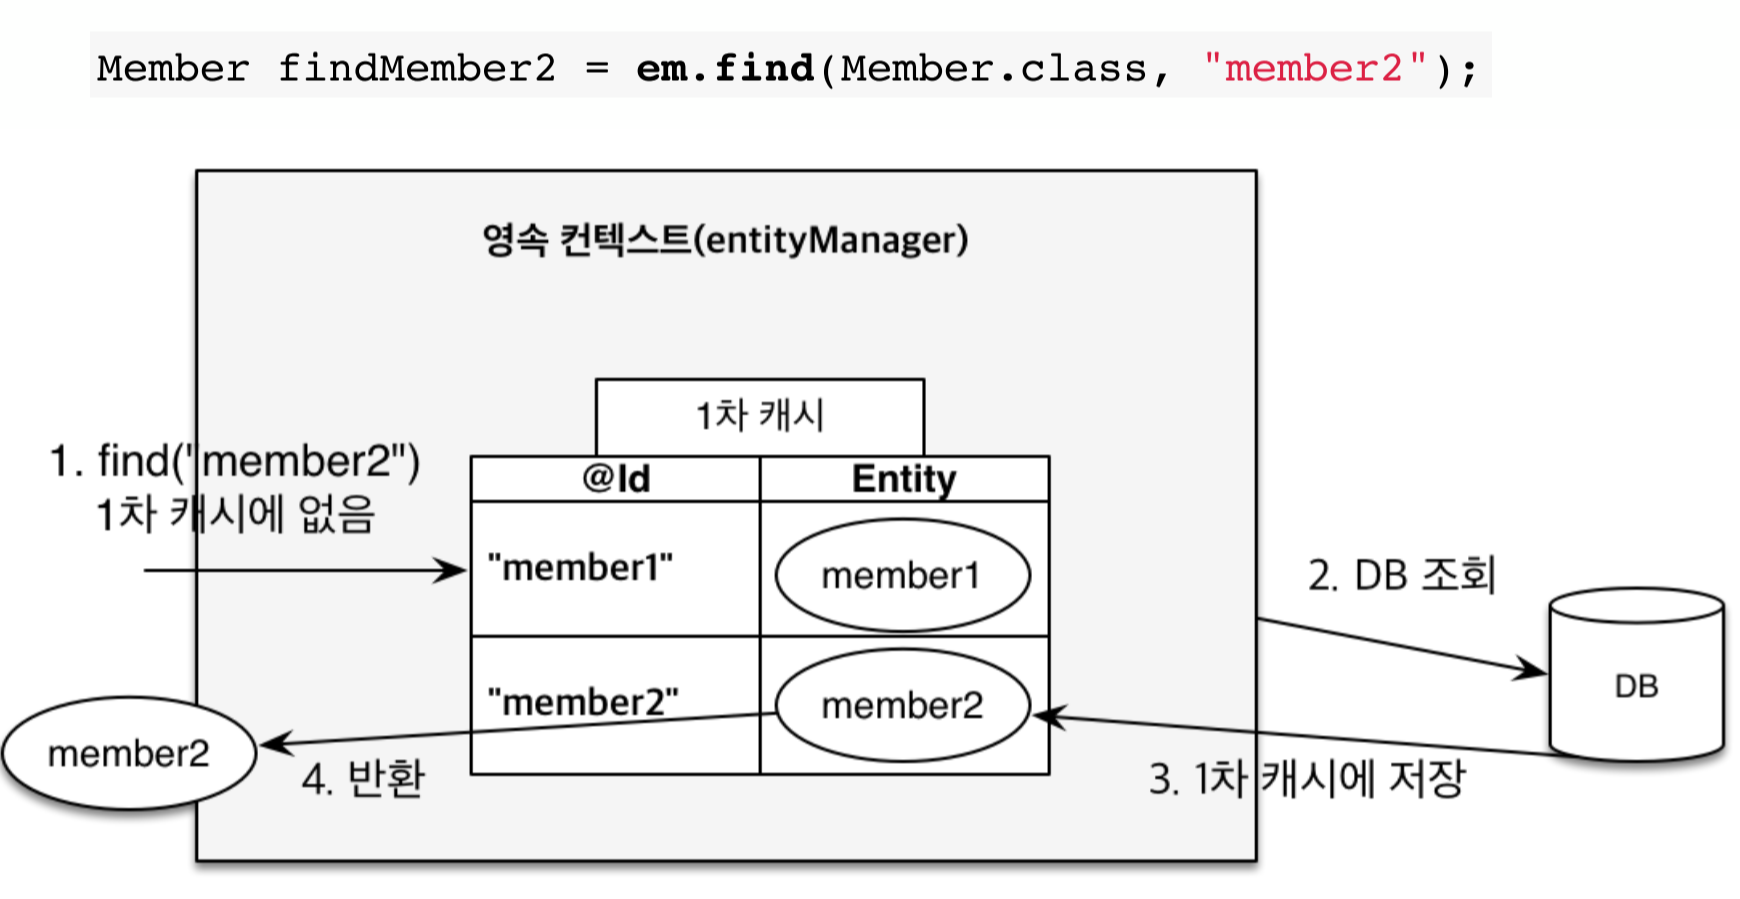 Member findMember2 = em.find(Member.class, "member2");
영속 컨텍스트(entityManager)
1차 캐시
1. find("member2")
1차 캐시에 없음
@Id Entity
"member1" member1
2. DB 조회
DB
"member2" member2
member2
4. 반환
3. 1차 캐시에 저장